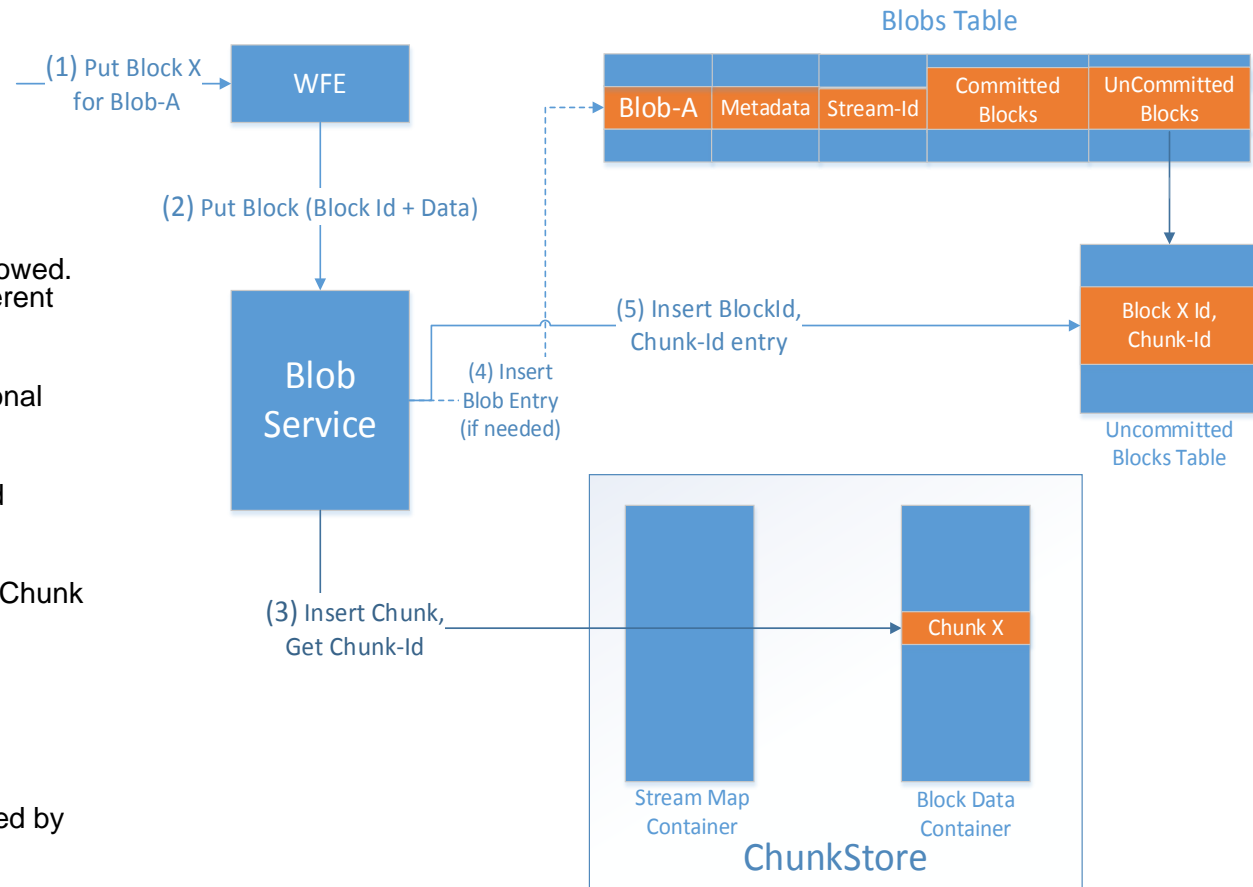 Blobs Table
(1) Put Block X
for Blob-A
WFE
Blob-A
Metadata
Stream-Id
Committed
Blocks
UnCommitted
Blocks
(2) Put Block (Block Id + Data)
owed.
erent
onal
d
Chunk
ed by
Blob
Service
(4) Insert
Blob Entry
(if needed)
(5) Insert BlockId,
Chunk-Id entry
Block X Id,
Chunk-Id
Uncommitted
Blocks Table
(3) Insert Chunk,
Get Chunk-Id
Chunk X
Stream Map
Container
Block Data
Container
ChunkStore